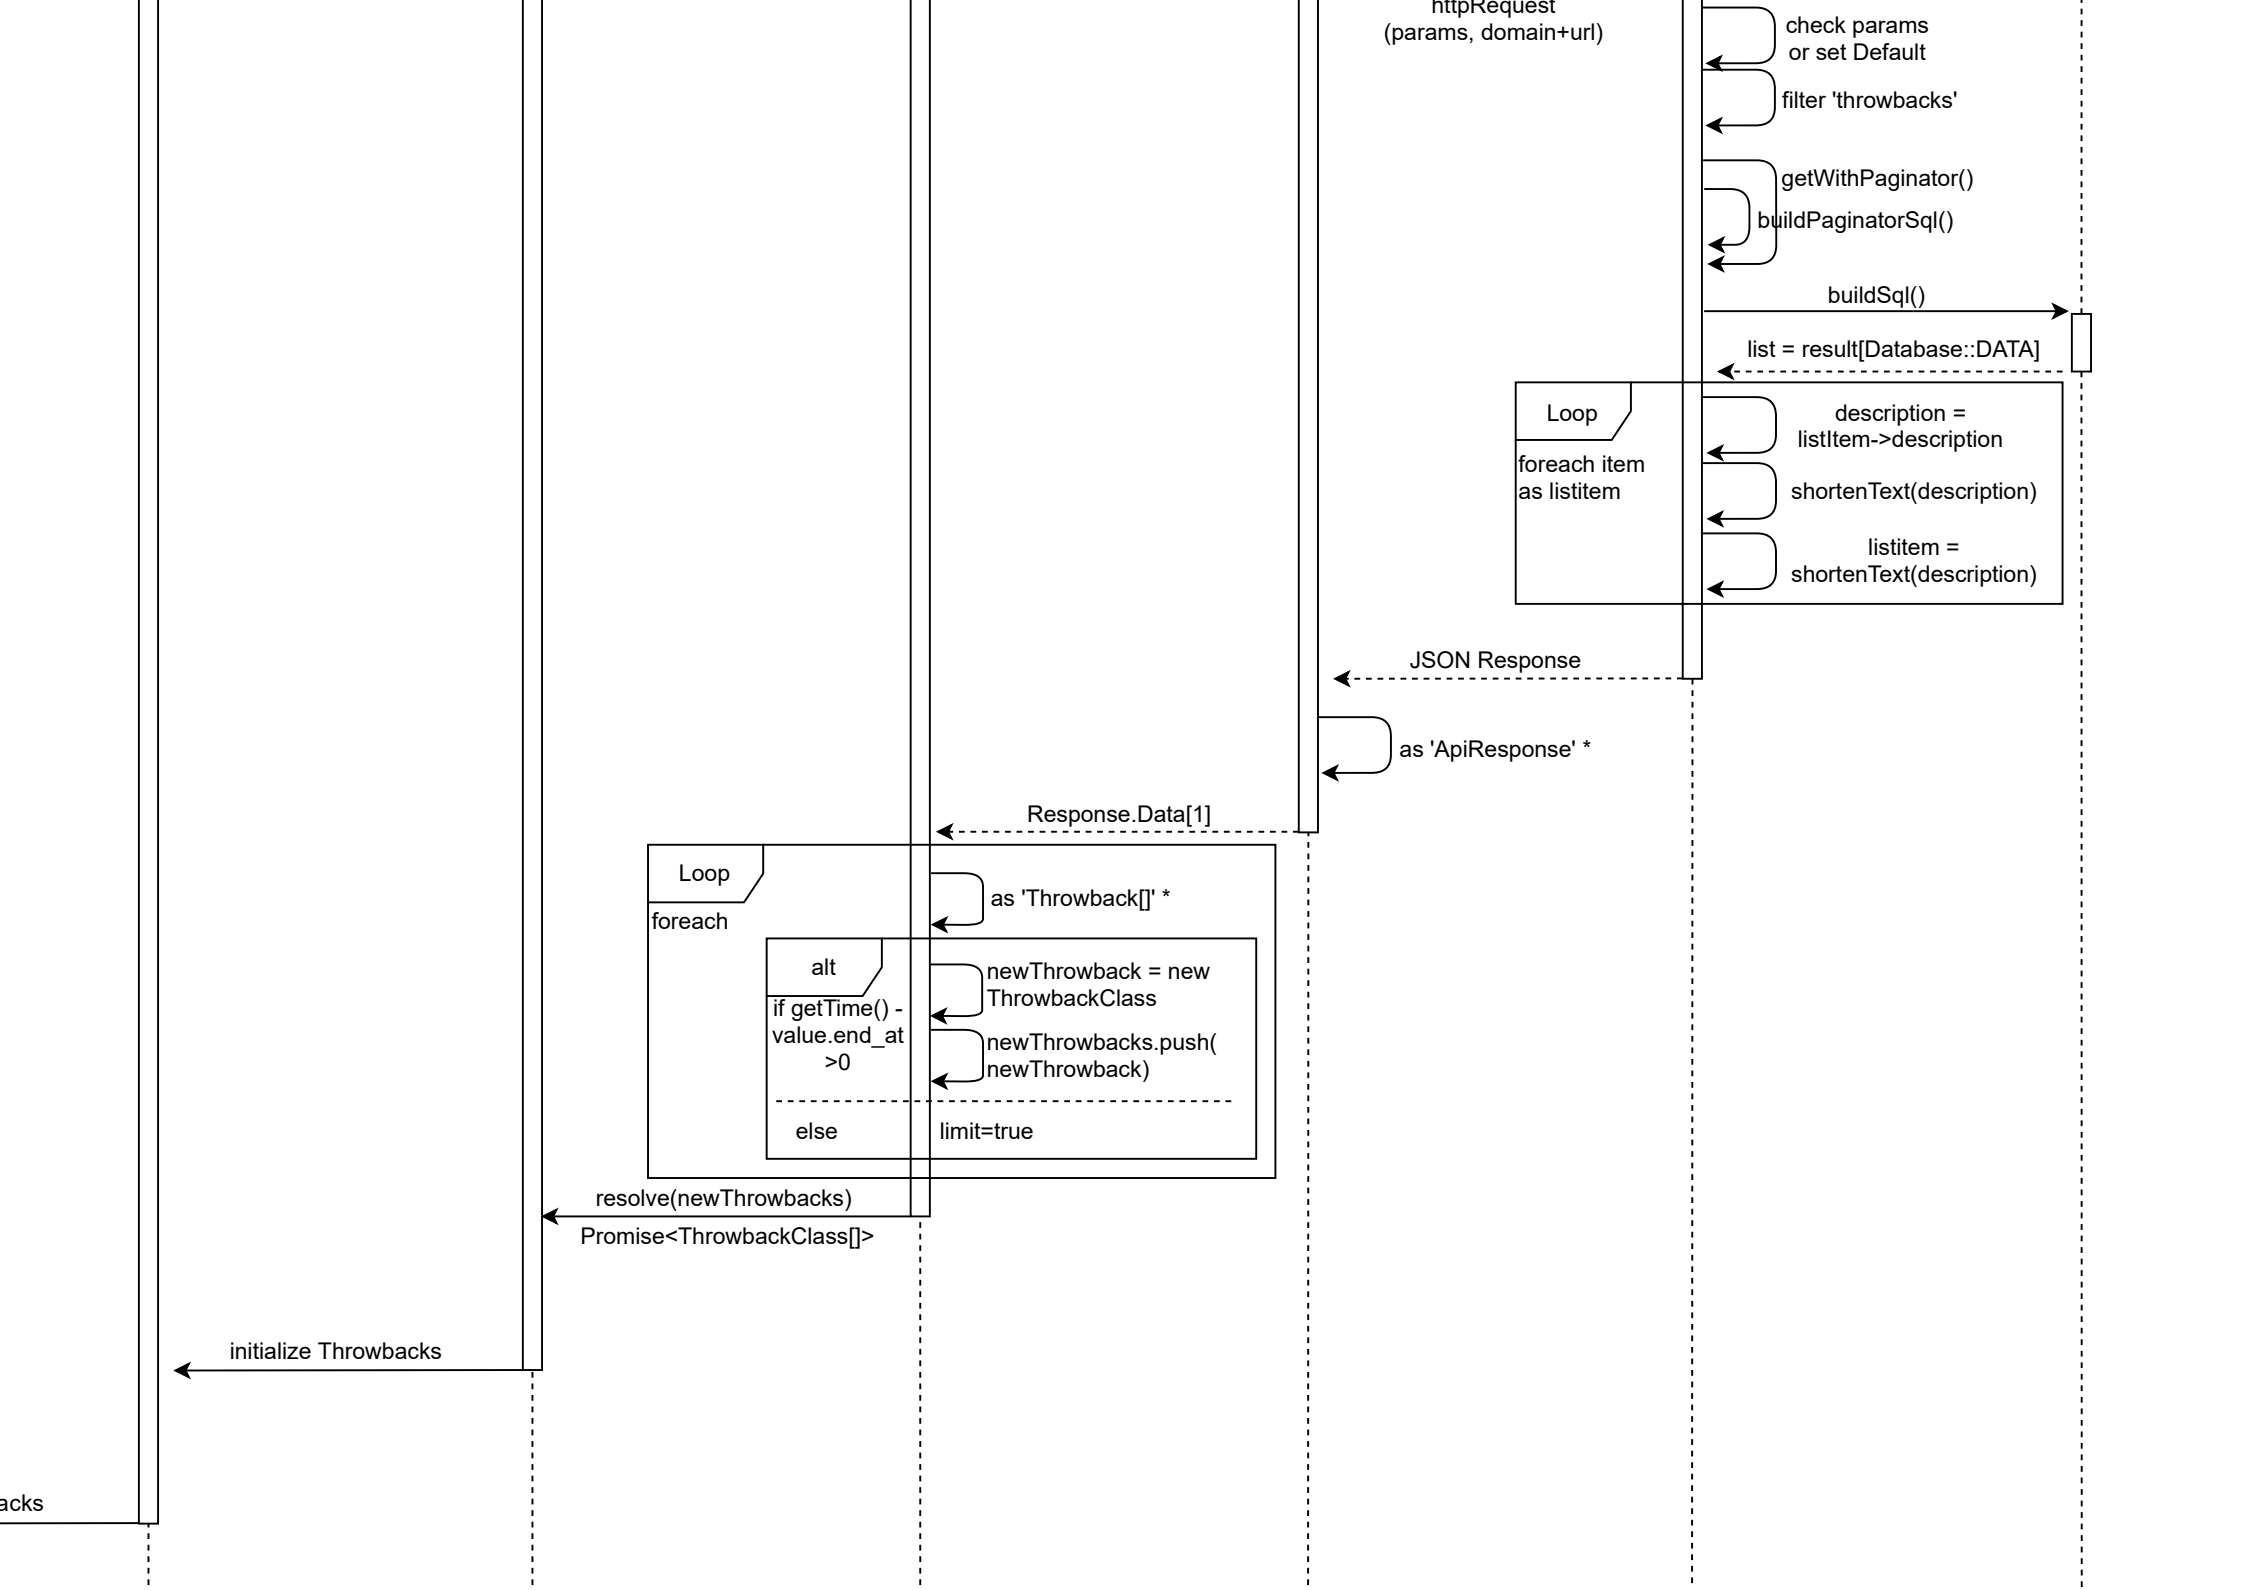 httpRequest
(params, domain+url)
check params
or set Default
filter 'throwbacks'
getWithPaginator()
buildPaginatorSql()
buildSql()
list = result[Database::DATA]
Loop
foreach item
as listitem
description =
listItem->description
shortenText(description)
listitem =
shortenText(description)
JSON Response
as 'ApiResponse' *
Response.Data[1]
Loop
foreach
as 'Throwback[]' *
alt
if getTime() -
value.end_at
>0
newThrowback = new
ThrowbackClass
newThrowbacks.push(
newThrowback)
else
limit=true
resolve(newThrowbacks)
Promise<ThrowbackClass[]>
initialize Throwbacks
acks